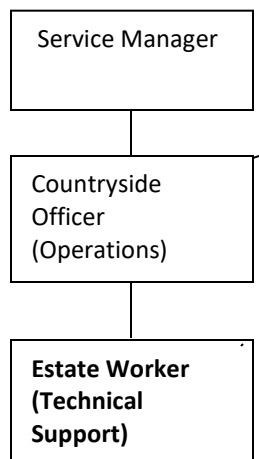 Service Manager
Countryside
Officer
(Operations)
Estate Worker
(Technical
Support)